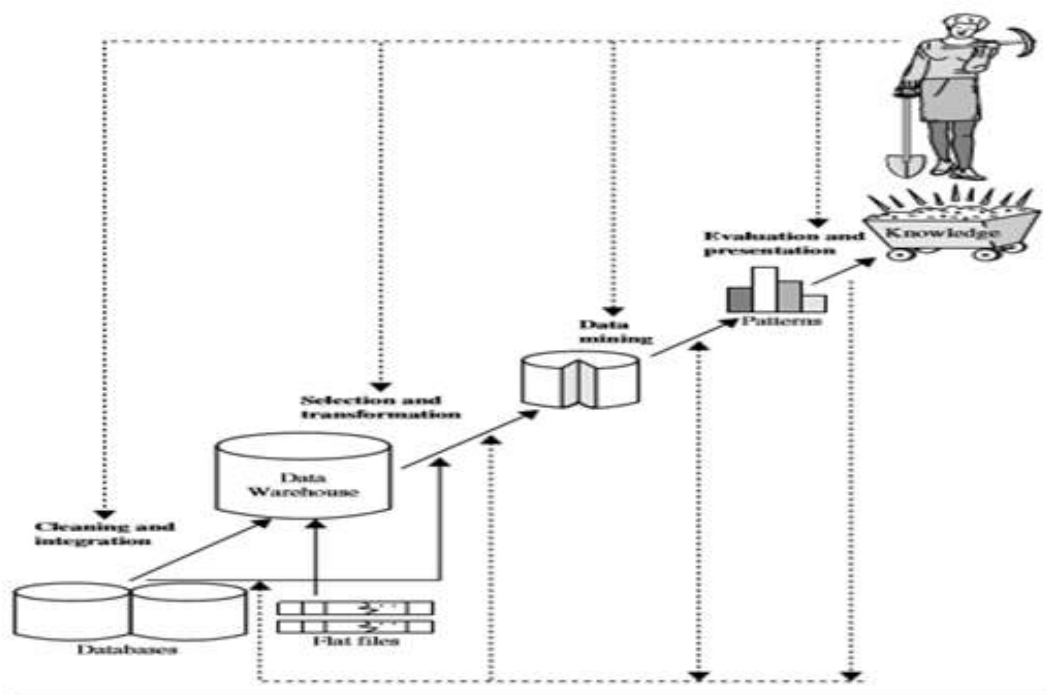 Knowledge
Evaluation and
presentation
Patterns
Data
mining
Selection and
transformation
Data
Warehouse
Cleaning and
integration
Flat files
Databases